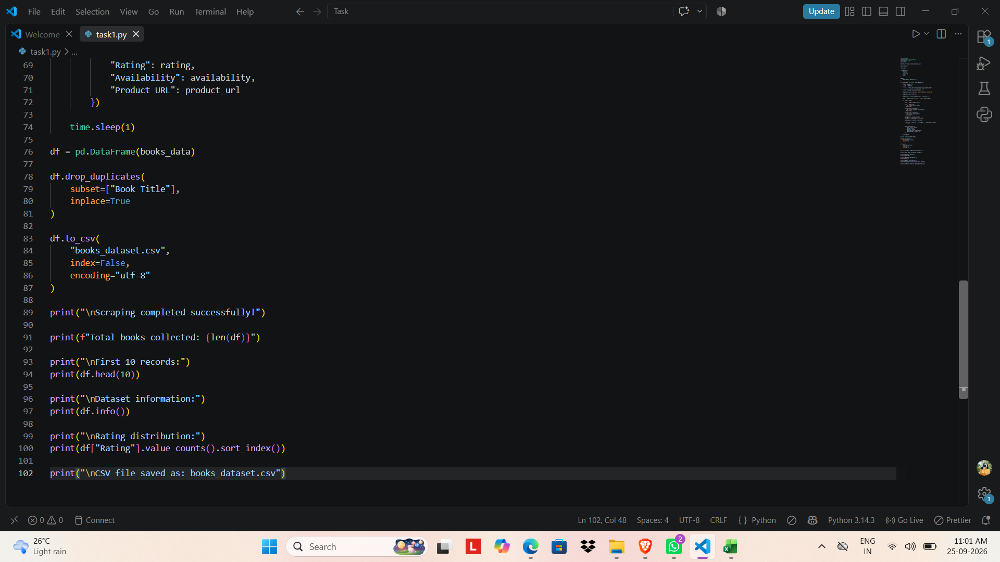 File Edit Selection View Go Run Terminal Help
Task
Update
Welcome
task1.py
task1.py > ...
1
69 "Rating": rating,
70 "Availability": availability,
71 "Product URL": product_url
72 })
73
74 time.sleep(1)
75
76 df = pd.DataFrame(books_data)
77
78 df.drop_duplicates(
79 subset=["Book Title"],
80 inplace=True
81 )
82
83 df.to_csv(
84 "books_dataset.csv",
85 index=False,
86 encoding="utf-8"
87 )
88
89 print("\nScraping completed successfully!")
90
91 print(f"Total books collected: {len(df)}")
92
93 print("\nFirst 10 records:")
94 print(df.head(10))
95
96 print("\nDataset information:")
97 print(df.info())
98
99 print("\nRating distribution:")
100 print(df["Rating"].value_counts().sort_index())
101
102 print("\nCSV file saved as: books_dataset.csv")
1
0 0 Connect
Ln 102, Col 48 Spaces: 4 UTF-8 CRLF { } Python Python 3.14.3 Go Live Prettier
26°C
Light rain
Search
L
2
ENG
IN
11:01 AM
25-09-2026